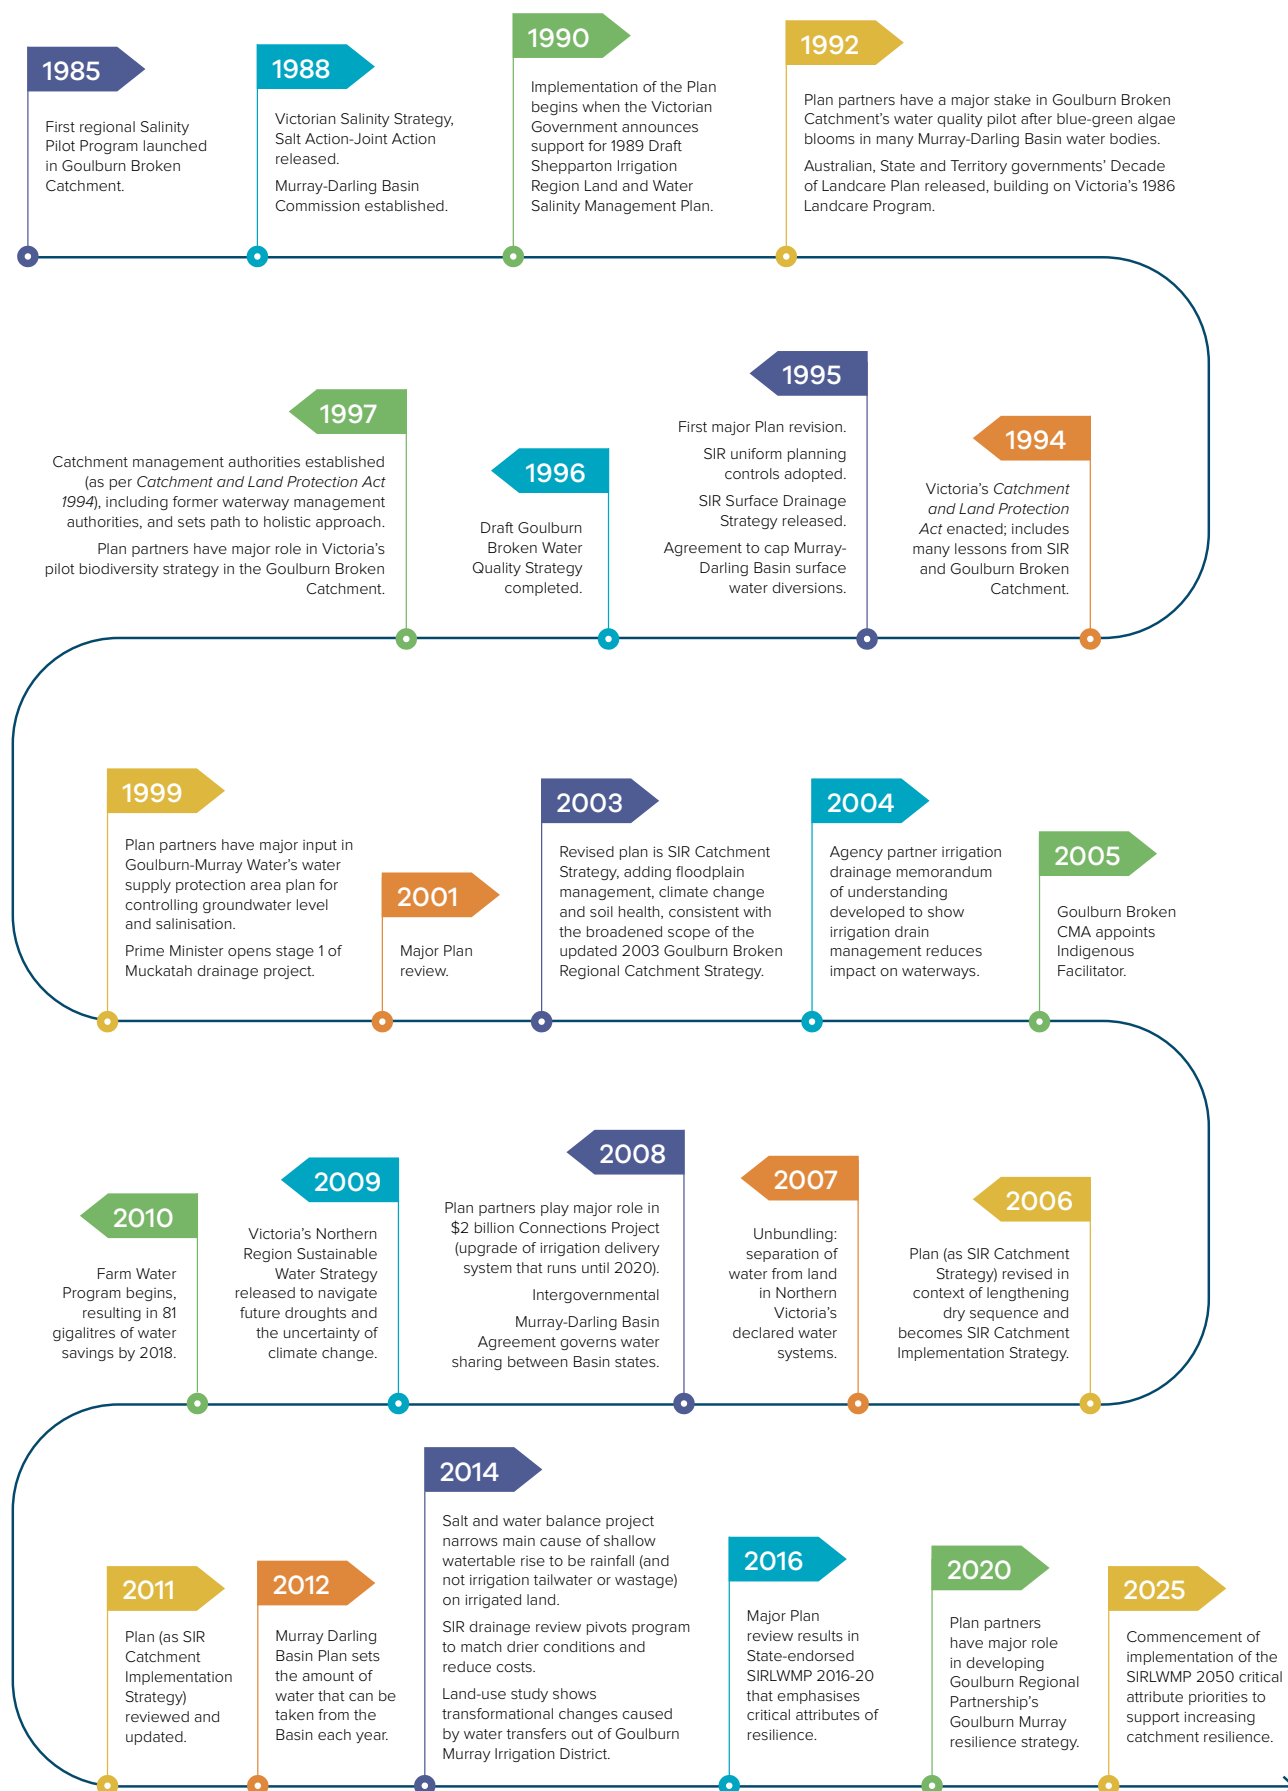 1985
First regional Salinity
Pilot Program launched
in Goulburn Broken
Catchment.
1988
Victorian Salinity Strategy,
Salt Action-Joint Action
released.
Murray-Darling Basin
Commission established.
1990
Implementation of the Plan
begins when the Victorian
Government announces
support for 1989 Draft
Shepparton Irrigation
Region Land and Water
Salinity Management Plan.
1992
Plan partners have a major stake in Goulburn Broken
Catchment's water quality pilot after blue-green algae
blooms in many Murray-Darling Basin water bodies.
Australian, State and Territory governments' Decade
of Landcare Plan released, building on Victoria's 1986
Landcare Program.
1994
Victoria's Catchment
and Land Protection
Act enacted; includes
many lessons from SIR
and Goulburn Broken
Catchment.
1995
First major Plan revision.
SIR uniform planning
controls adopted.
SIR Surface Drainage
Strategy released.
Agreement to cap Murray-
Darling Basin surface
water diversions.
1996
Draft Goulburn
Broken Water
Quality Strategy
completed.
1997
Catchment management authorities established
(as per Catchment and Land Protection Act
1994), including former waterway management
authorities, and sets path to holistic approach.
Plan partners have major role in Victoria's
pilot biodiversity strategy in the Goulburn Broken
Catchment.
1999
Plan partners have major input in
Goulburn-Murray Water's water
supply protection area plan for
controlling groundwater level
and salinisation.
Prime Minister opens stage 1 of
Muckatah drainage project.
2001
Major Plan
review.
2003
Revised plan is SIR Catchment
Strategy, adding floodplain
management, climate change
and soil health, consistent with
the broadened scope of the
updated 2003 Goulburn Broken
Regional Catchment Strategy.
2004
Agency partner irrigation
drainage memorandum
of understanding
developed to show
irrigation drain
management reduces
impact on waterways.
2005
Goulburn Broken
CMA appoints
Indigenous
Facilitator.
2006
Plan (as SIR Catchment
Strategy) revised in
context of lengthening
dry sequence and
becomes SIR Catchment
Implementation Strategy.
2007
Unbundling:
separation of
water from land
in Northern
Victoria's
declared water
systems.
2008
Plan partners play major role in
$2 billion Connections Project
(upgrade of irrigation delivery
system that runs until 2020).
Intergovernmental
Murray-Darling Basin
Agreement governs water
sharing between Basin states.
2009
Victoria's Northern
Region Sustainable
Water Strategy
released to navigate
future droughts and
the uncertainty of
climate change.
2010
Farm Water
Program begins,
resulting in 81
gigalitres of water
savings by 2018.
2011
Plan (as SIR
Catchment
Implementation
Strategy)
reviewed and
updated.
2012
Murray Darling
Basin Plan sets
the amount of
water that can be
taken from the
Basin each year.
2014
Salt and water balance project
narrows main cause of shallow
watertable rise to be rainfall (and
not irrigation tailwater or wastage)
on irrigated land.
SIR drainage review pivots program
to match drier conditions and
reduce costs.
Land-use study shows
transformational changes caused
by water transfers out of Goulburn
Murray Irrigation District.
2016
Major Plan
review results in
State-endorsed
SIRLWMP 2016-20
that emphasises
critical attributes of
resilience.
2020
Plan partners
have major role
in developing
Goulburn Regional
Partnership's
Goulburn Murray
resilience strategy.
2025
Commencement of
implementation of the
SIRLWMP 2050 critical
attribute priorities to
support increasing
catchment resilience.